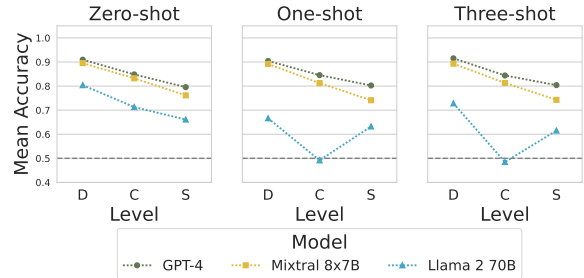 Zero-shot One-shot Three-shot
Mean Accuracy
1.0
0.9
0.8
0.7
0.6
0.5
0.4
D C S D C S D C S
Level Level Level
Model
GPT-4 Mixtral 8x7B Llama 2 70B